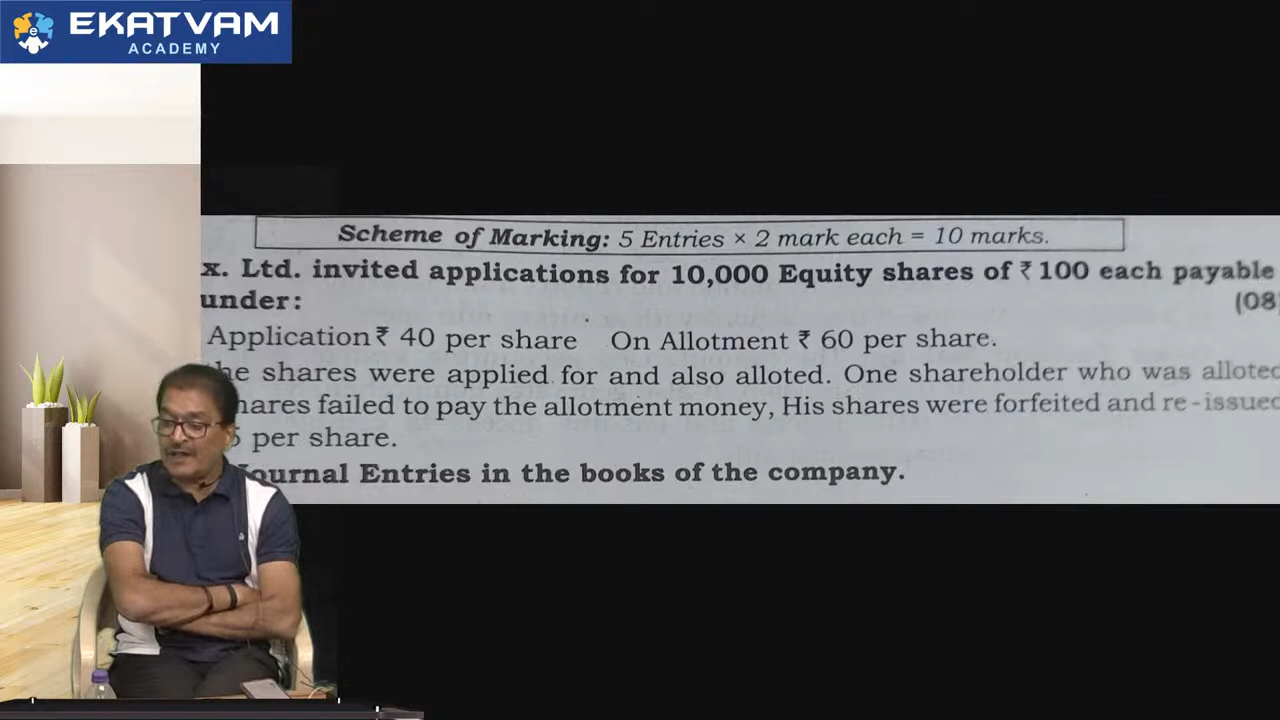 EKATVAM
ACADEMY
Scheme of Marking: 5 Entries × 2 mark each = 10 marks.
x. Ltd. invited applications for 10,000 Equity shares of ₹ 100 each payable
under: (08)
Application ₹ 40 per share On Allotment ₹ 60 per share.
he shares were applied for and also alloted. One shareholder who was alloted
hares failed to pay the allotment money, His shares were forfeited and re-issued
5 per share.
Journal Entries in the books of the company.